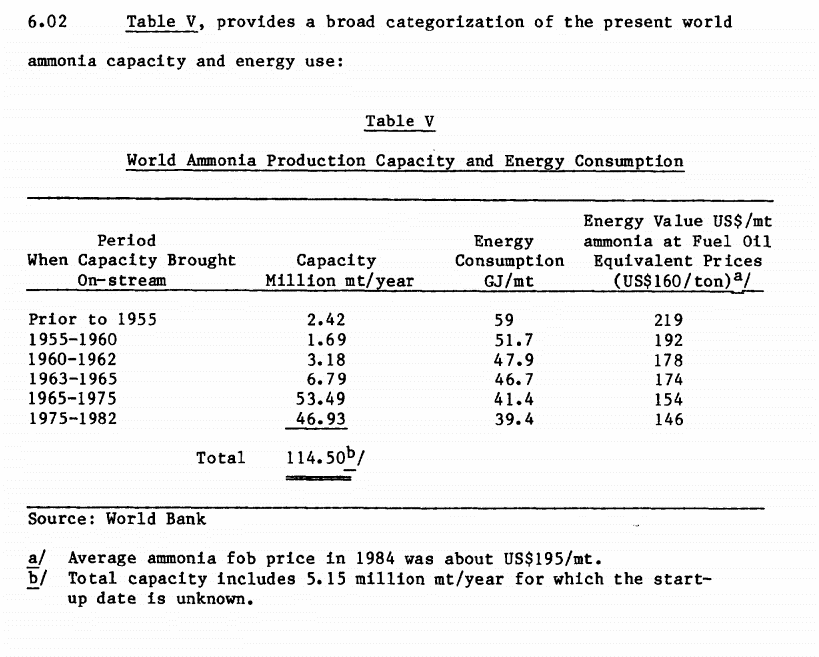 6.02 Table V, provides a broad categorization of the present world
ammonia capacity and energy use:
Table V
World Ammonia Production Capacity and Energy Consumption
Energy Value US$/mt
Period Energy ammonia at Fuel Oil
When Capacity Brought Capacity Consumption Equivalent Prices
On-stream Million mt/year GJ/mt (US$160/ton)a/
Prior to 1955 2.42 59 219
1955-1960 1.69 51.7 192
1960-1962 3.18 47.9 178
1963-1965 6.79 46.7 174
1965-1975 53.49 41.4 154
1975-1982 46.93 39.4 146
Total 114.50b/
Source: World Bank
a/ Average ammonia fob price in 1984 was about US$195/mt.
b/ Total capacity includes 5.15 million mt/year for which the start-
up date is unknown.